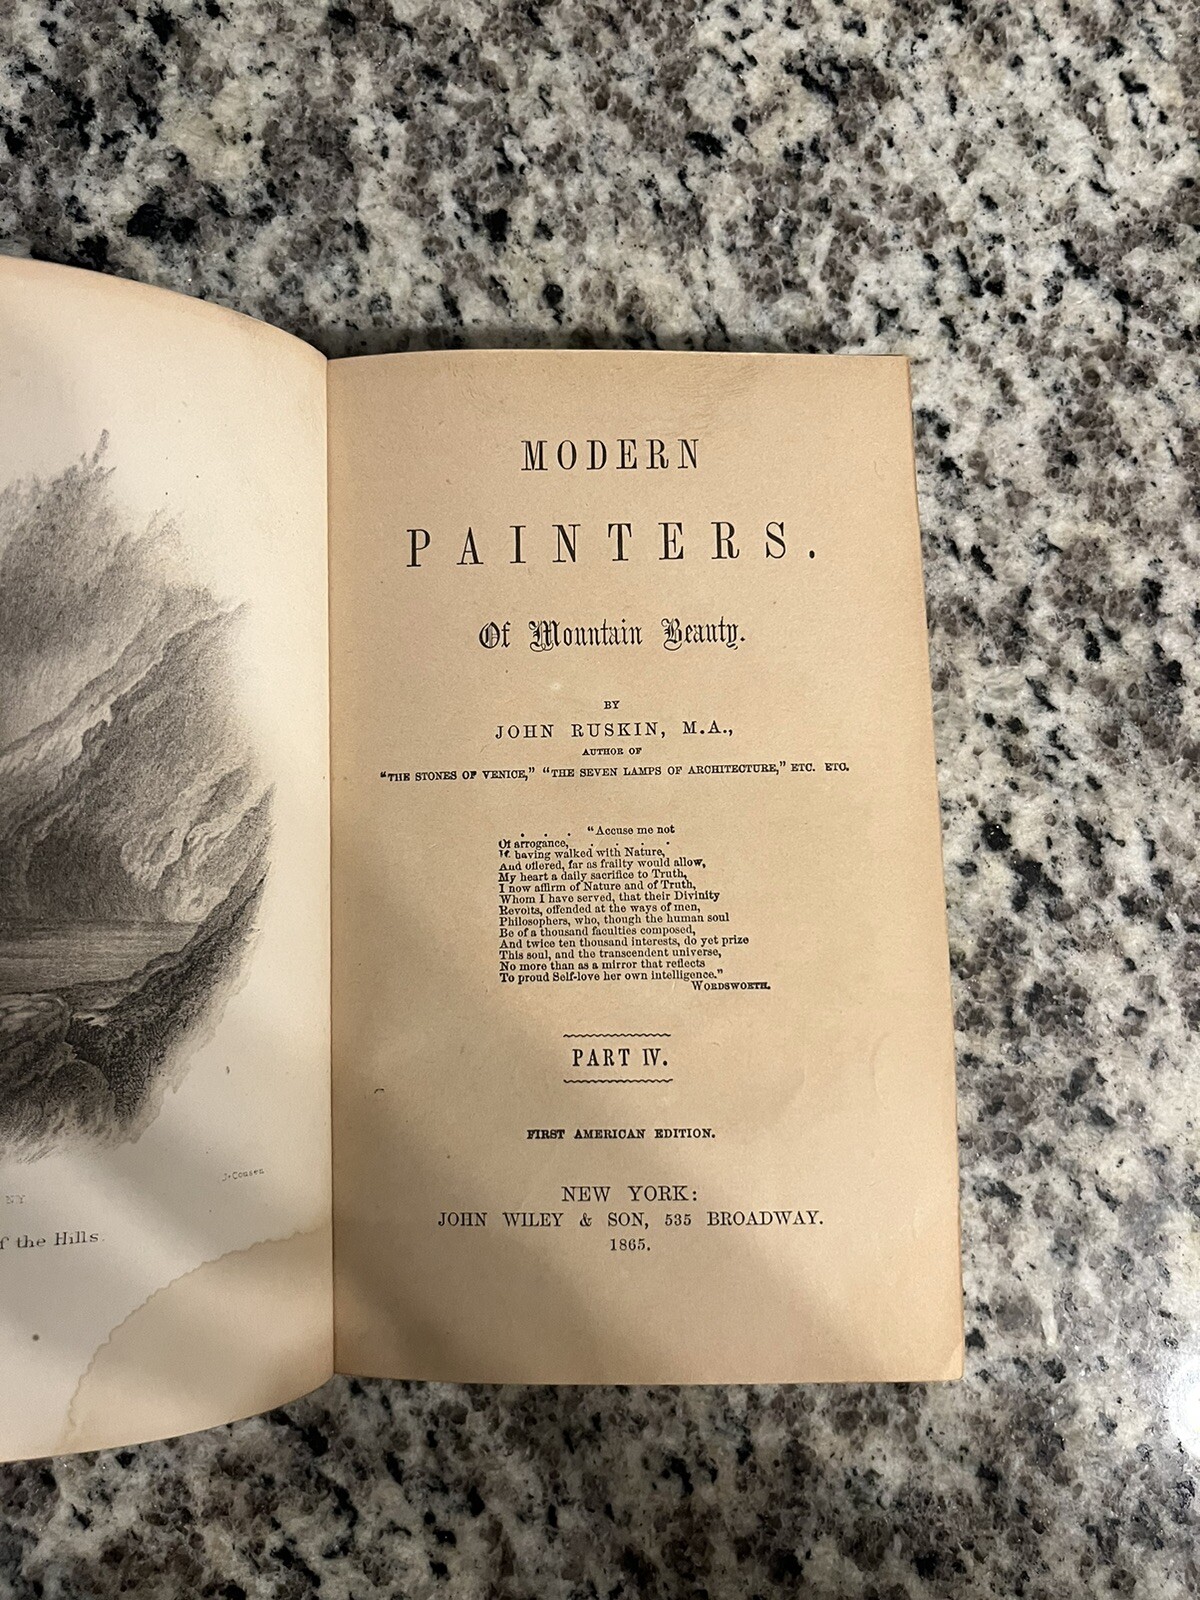 J. Cousen
f the Hills.
MODERN
PAINTERS.
Of Mountain Beauty.
BY
JOHN RUSKIN, M.A.,
AUTHOR OF
"THE STONES OF VENICE," "THE SEVEN LAMPS OF ARCHITECTURE," ETC. ETC.
. . . "Accuse me not
Of arrogance, . . . .
If having walked with Nature,
And offered, far as frailty would allow,
My heart a daily sacrifice to Truth,
I now affirm of Nature and of Truth,
Whom I have served, that their Divinity
Revolts, offended at the ways of men,
Philosophers, who, though the human soul
Be of a thousand faculties composed,
And twice ten thousand interests, do yet prize
This soul, and the transcendent universe,
No more than as a mirror that reflects
To proud Self-love her own intelligence."
WORDSWORTH.
PART IV.
FIRST AMERICAN EDITION.
NEW YORK:
JOHN WILEY & SON, 535 BROADWAY.
1865.